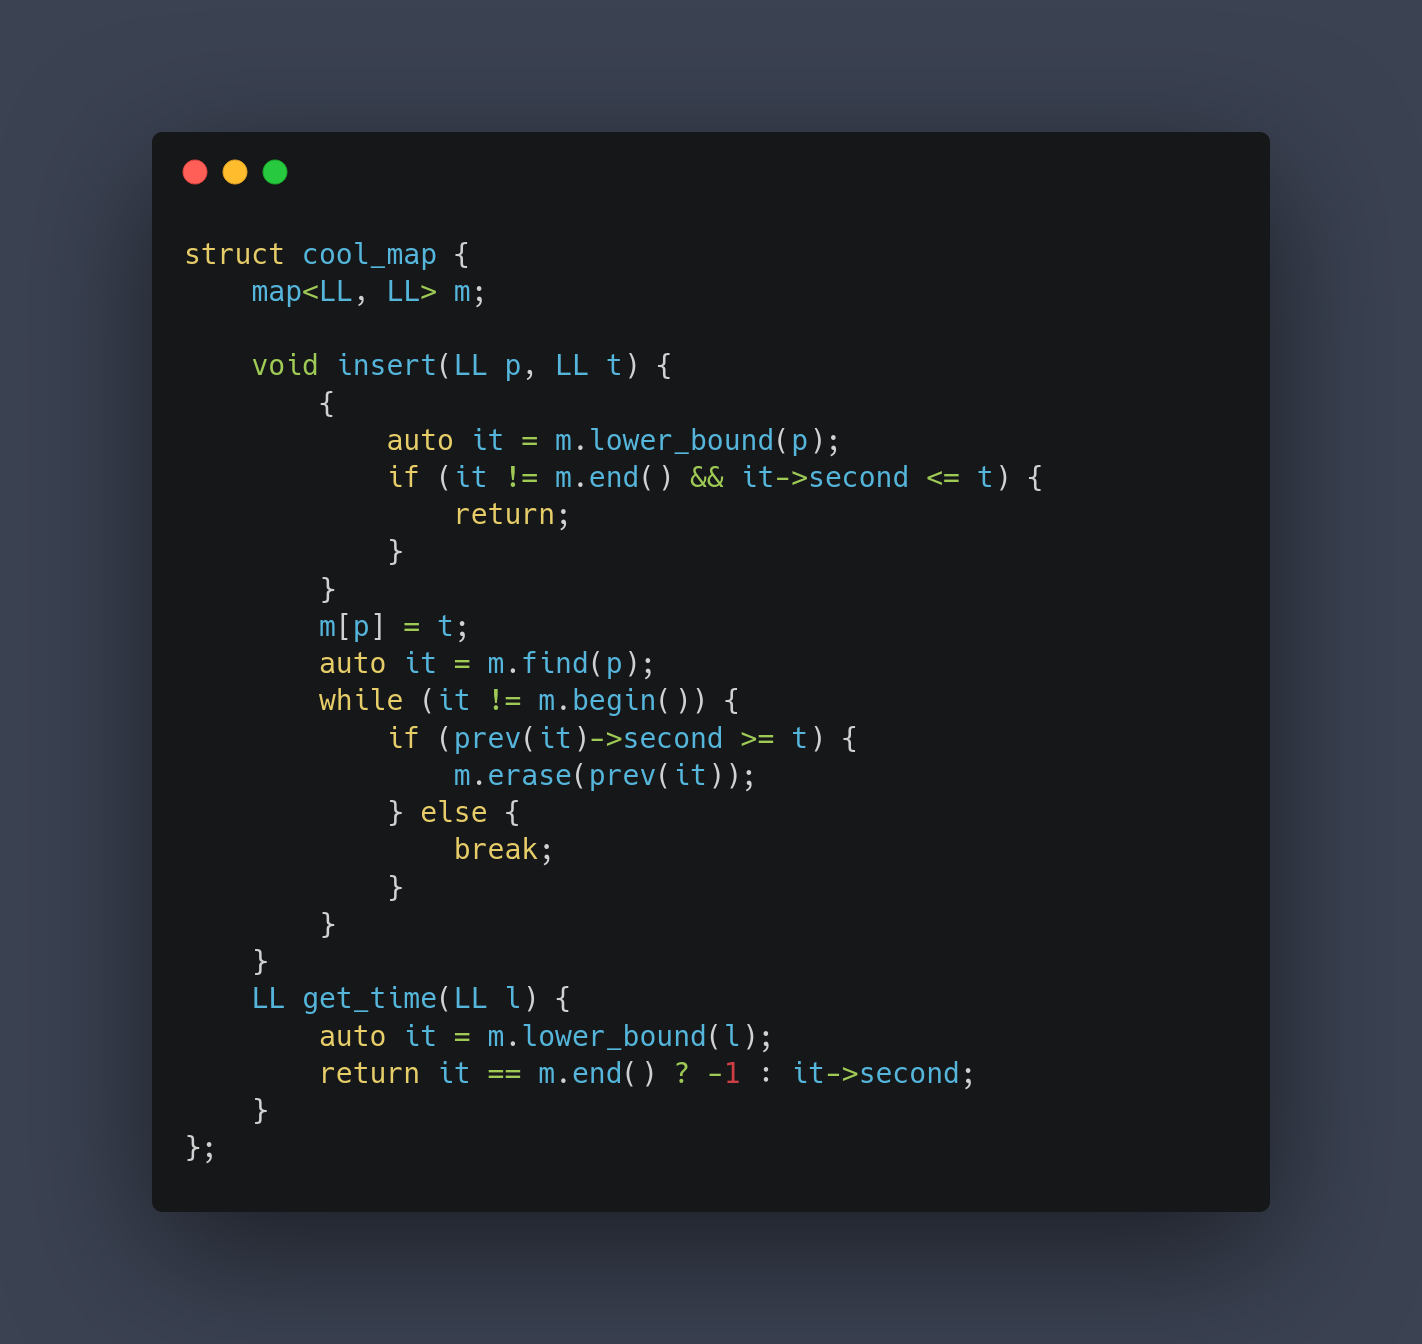 struct cool_map {
    map<LL, LL> m;

    void insert(LL p, LL t) {
        {
            auto it = m.lower_bound(p);
            if (it != m.end() && it->second <= t) {
                return;
            }
        }
        m[p] = t;
        auto it = m.find(p);
        while (it != m.begin()) {
            if (prev(it)->second >= t) {
                m.erase(prev(it));
            } else {
                break;
            }
        }
    }
    LL get_time(LL l) {
        auto it = m.lower_bound(l);
        return it == m.end() ? -1 : it->second;
    }
};